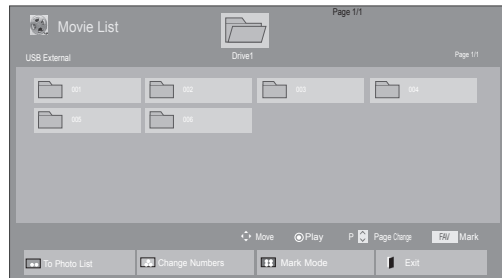 Page 1/1
Movie List
USB External
Drive1
Page 1/1
001
002
003
004
005
006
Move
Play
P
Page Change
FAV
Mark
To Photo List
Change Numbers
Mark Mode
Exit